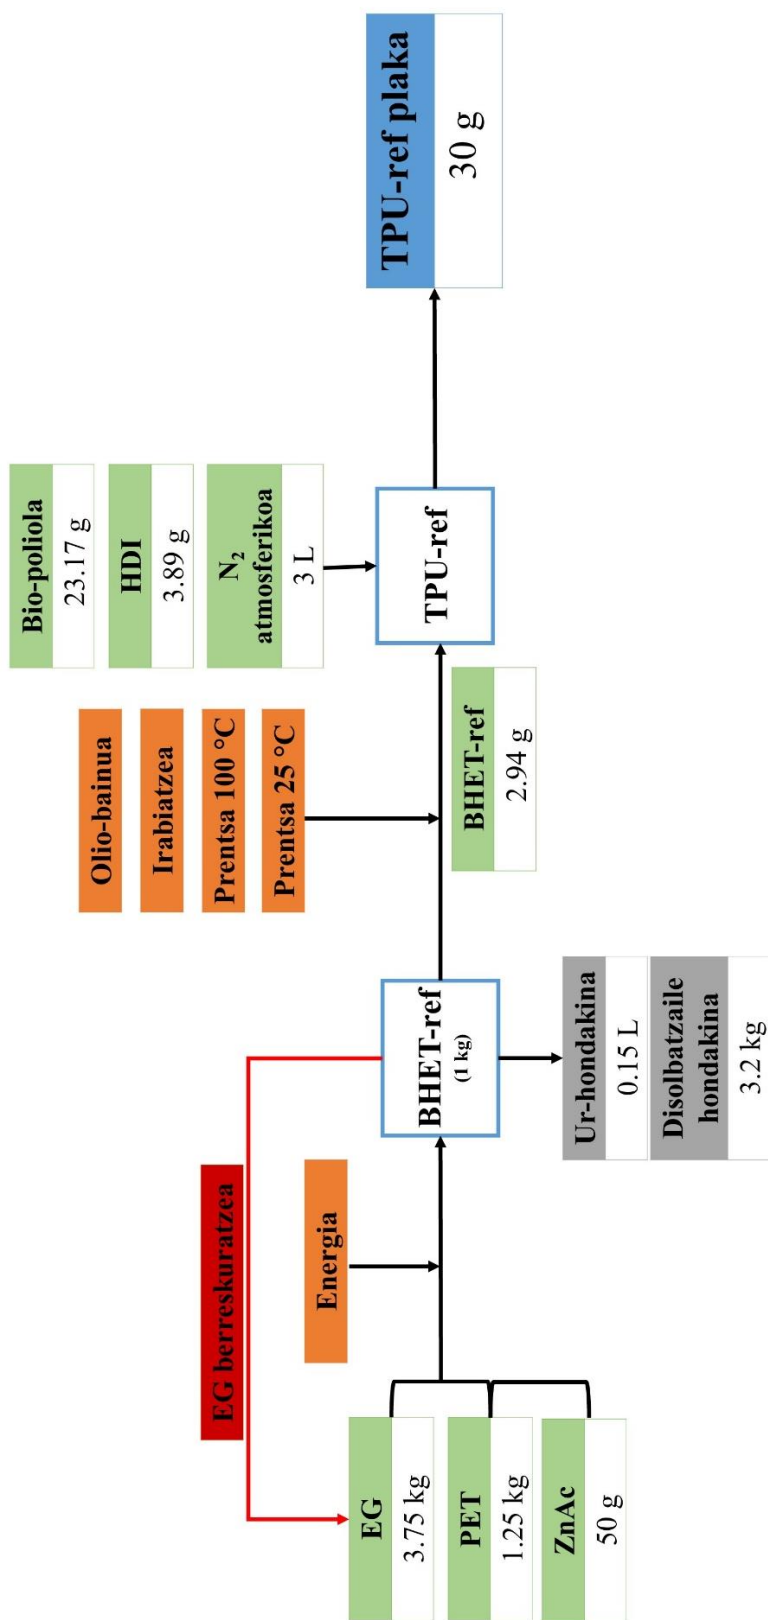 EG berreskuratzea
EG
3.75 kg
PET
1.25 kg
ZnAc
50 g
Energia
BHET-ref
(1 kg)
Ur-hondakina
0.15 L
Disolbatzaile
hondakina
3.2 kg
Olio-bainua
Irabiatzea
Prentsa 100 °C
Prentsa 25 °C
BHET-ref
2.94 g
Bio-poliola
23.17 g
HDI
3.89 g
N₂
atmosferikoa
3 L
TPU-ref
TPU-ref plaka
30 g